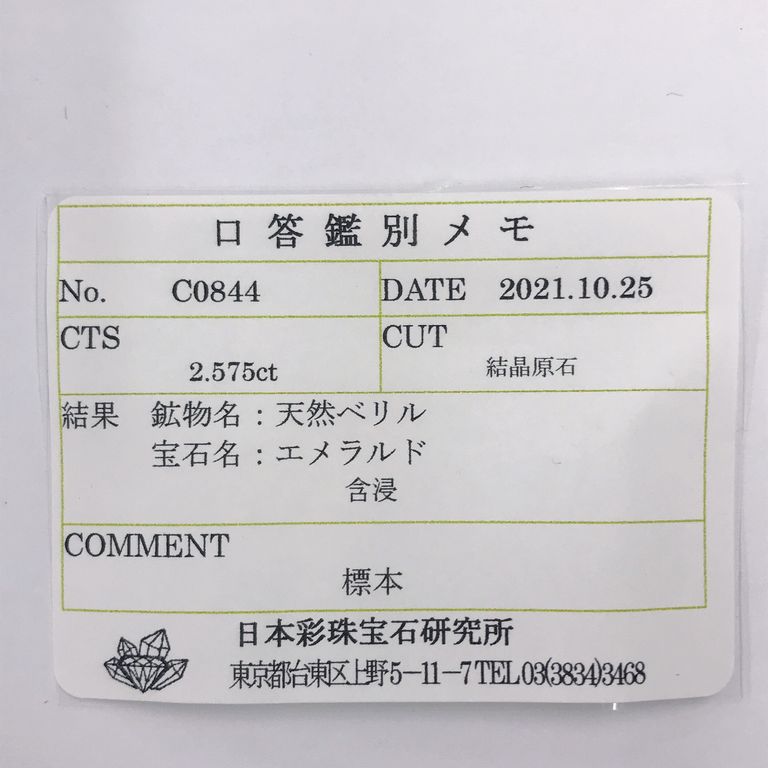 口答鑑別メモ
No. C0844 DATE 2021.10.25
CTS CUT
2.575ct 結晶原石
結果 鉱物名：天然ベリル
宝石名：エメラルド
含浸
COMMENT
標本
日本彩珠宝石研究所
東京都台東区上野5-11-7 TEL 03(3834)3468